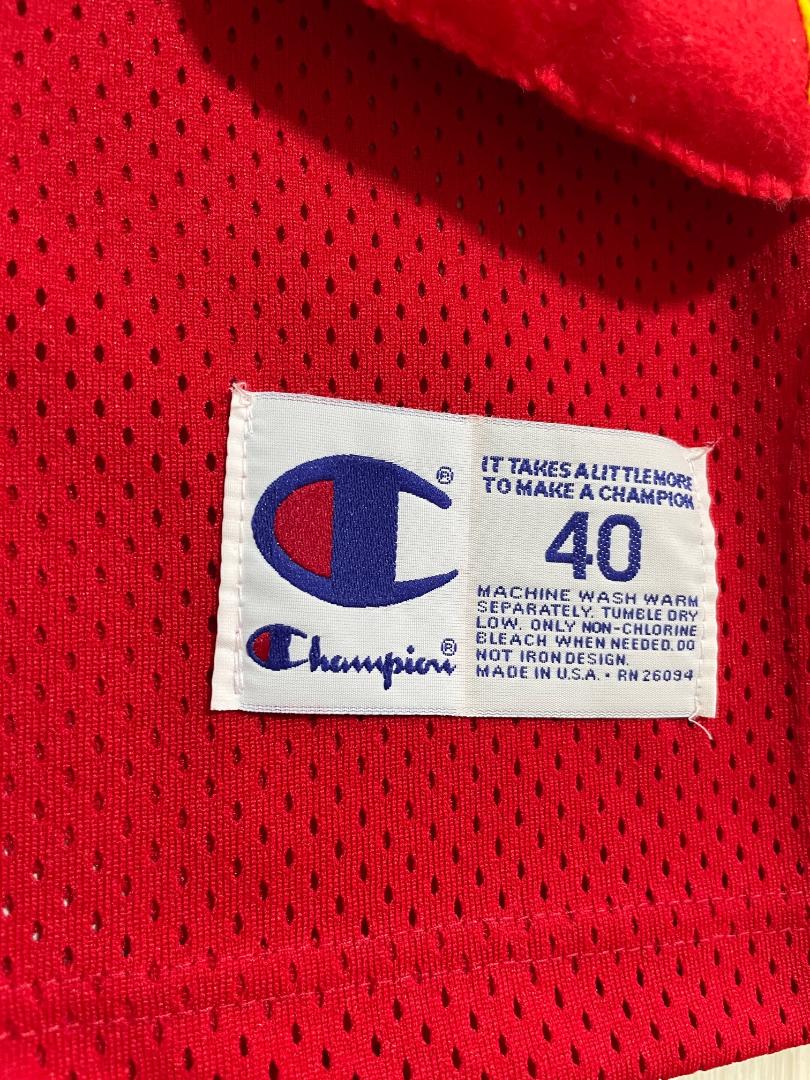 ®
Champion®
IT TAKES A LITTLE MORE
TO MAKE A CHAMPION
40
MACHINE WASH WARM
SEPARATELY. TUMBLE DRY
LOW. ONLY NON-CHLORINE
BLEACH WHEN NEEDED. DO
NOT IRON DESIGN.
MADE IN U.S.A. • RN 26094